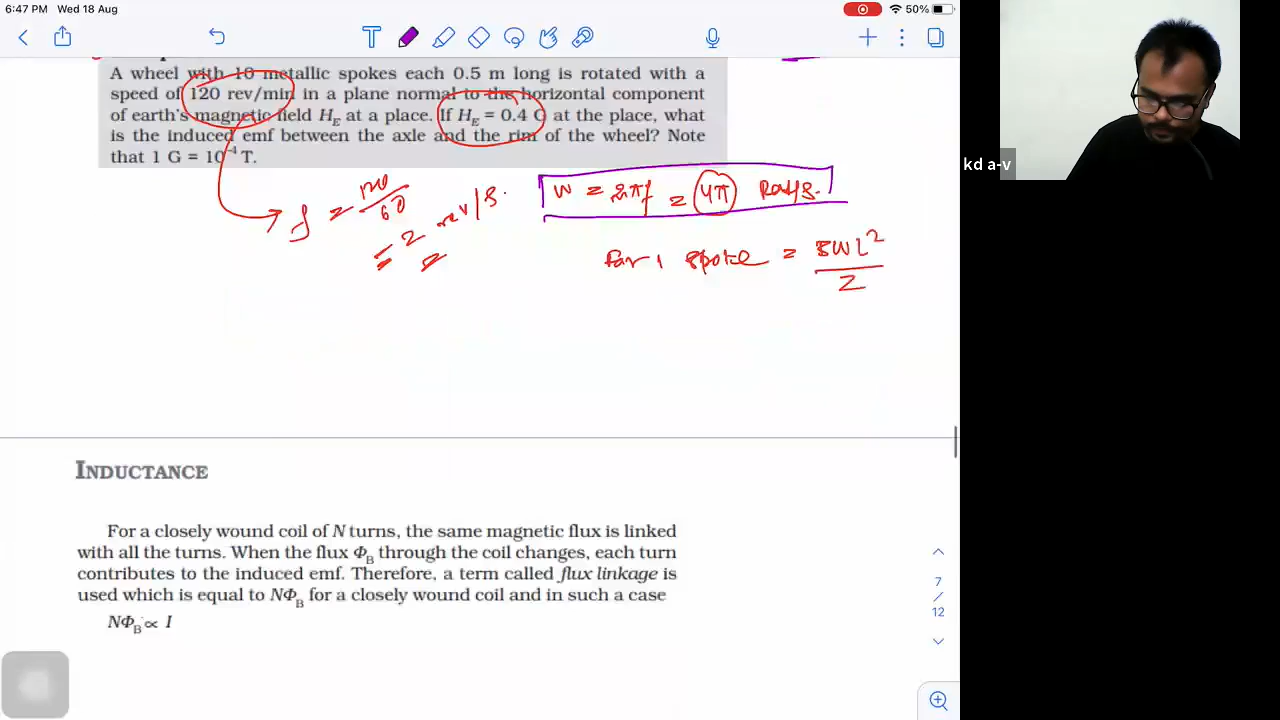 6:47 PM Wed 18 Aug
50%
A wheel with 10 metallic spokes each 0.5 m long is rotated with a
speed of 120 rev/min in a plane normal to the horizontal component
of earth's magnetic field H_E at a place. If H_E = 0.4 G at the place, what
is the induced emf between the axle and the rim of the wheel? Note
that 1 G = 10⁻⁴ T.
f = 120/60
= 2 rev/s.
W = 2πf = 4π Rad/s.
for 1 spoke = BWL²/2
kd a-v
INDUCTANCE
For a closely wound coil of N turns, the same magnetic flux is linked
with all the turns. When the flux Φ_B through the coil changes, each turn
contributes to the induced emf. Therefore, a term called flux linkage is
used which is equal to NΦ_B for a closely wound coil and in such a case
NΦ_B ∝ I
7
/
12